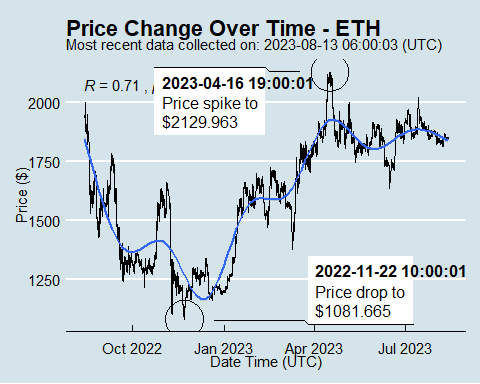 Price Change Over Time - ETH
Most recent data collected on: 2023-08-13 06:00:03 (UTC)
R = 0.71 ,
2023-04-16 19:00:01
Price spike to
$2129.963
2000
1750
1500
1250
Price ($)
2022-11-22 10:00:01
Price drop to
$1081.665
Oct 2022 Jan 2023 Apr 2023 Jul 2023
Date Time (UTC)